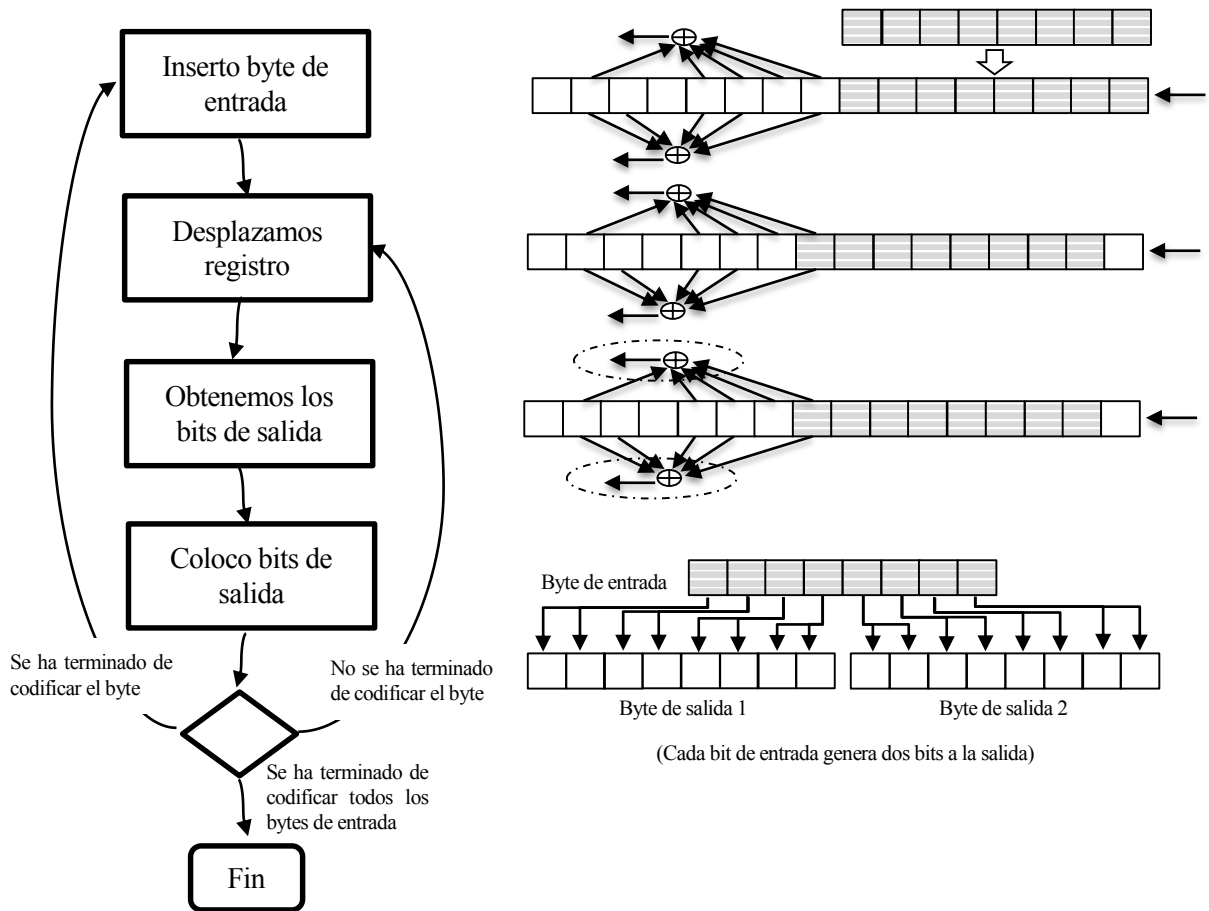 Inserto byte de
entrada
Desplazamos
registro
Obtenemos los
bits de salida
Coloco bits de
salida
Se ha terminado de
codificar el byte
No se ha terminado
de codificar el byte
Se ha terminado de
codificar todos los
bytes de entrada
Fin
Byte de entrada
Byte de salida 1
Byte de salida 2
(Cada bit de entrada genera dos bits a la salida)